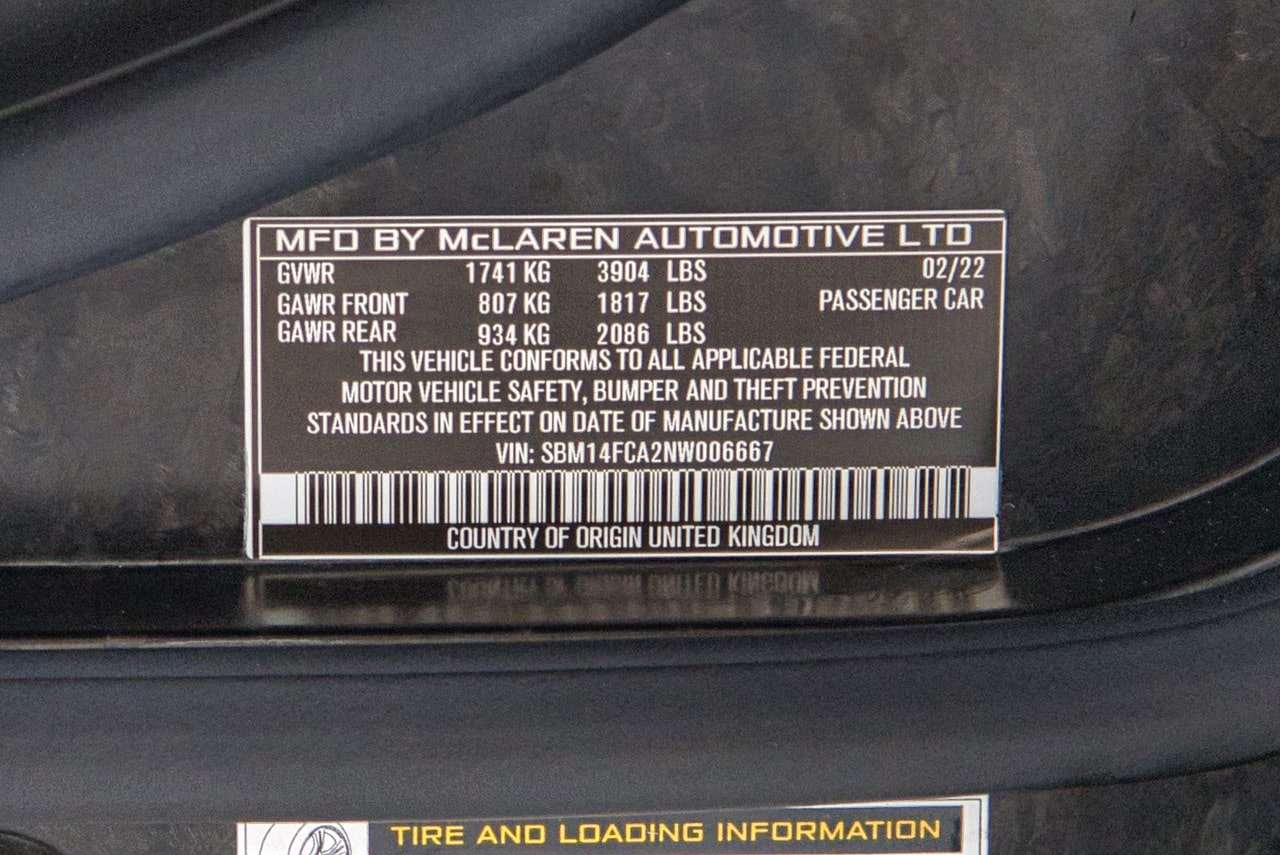 MFD BY McLAREN AUTOMOTIVE LTD
GVWR 1741 KG 3904 LBS 02/22
GAWR FRONT 807 KG 1817 LBS PASSENGER CAR
GAWR REAR 934 KG 2086 LBS
THIS VEHICLE CONFORMS TO ALL APPLICABLE FEDERAL
MOTOR VEHICLE SAFETY, BUMPER AND THEFT PREVENTION
STANDARDS IN EFFECT ON DATE OF MANUFACTURE SHOWN ABOVE
VIN: SBM14FCA2NW006667
COUNTRY OF ORIGIN UNITED KINGDOM
TIRE AND LOADING INFORMATION